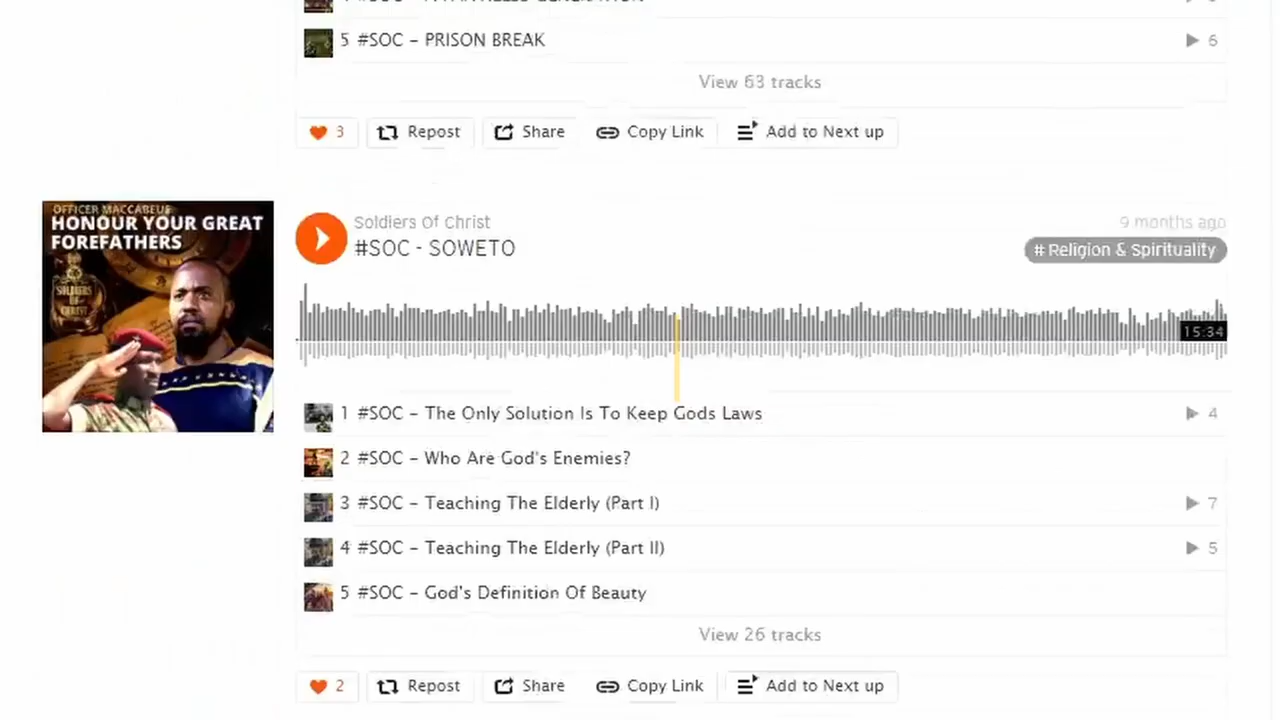 5 #SOC – PRISON BREAK
6
View 63 tracks
3
Repost
Share
Copy Link
Add to Next up
OFFICER MACCABEUE
HONOUR YOUR GREAT
FOREFATHERS
SOLDIERS
OF
CHRIST
Soldiers Of Christ
9 months ago
#SOC - SOWETO
# Religion & Spirituality
15:34
1 #SOC – The Only Solution Is To Keep Gods Laws
4
2 #SOC – Who Are God's Enemies?
3 #SOC – Teaching The Elderly (Part I)
7
4 #SOC – Teaching The Elderly (Part II)
5
5 #SOC – God's Definition Of Beauty
View 26 tracks
2
Repost
Share
Copy Link
Add to Next up